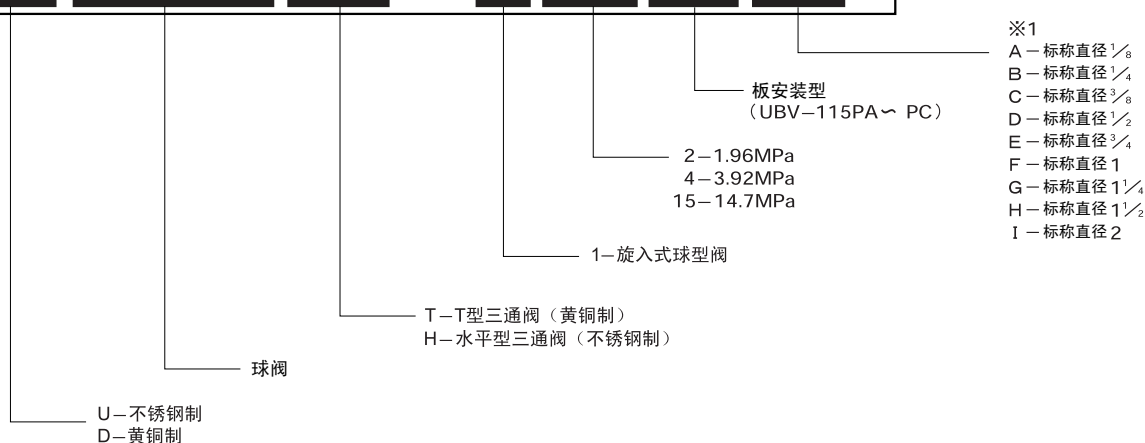 ※1
A－标称直径1/8
B－标称直径1/4
C－标称直径3/8
D－标称直径1/2
E－标称直径3/4
F－标称直径1
G－标称直径1 1/4
H－标称直径1 1/2
I－标称直径2
板安装型
（UBV－115PA～ PC）
2－1.96MPa
4－3.92MPa
15－14.7MPa
1－旋入式球型阀
T－T型三通阀（黄铜制）
H－水平型三通阀（不锈钢制）
球阀
U－不锈钢制
D－黄铜制